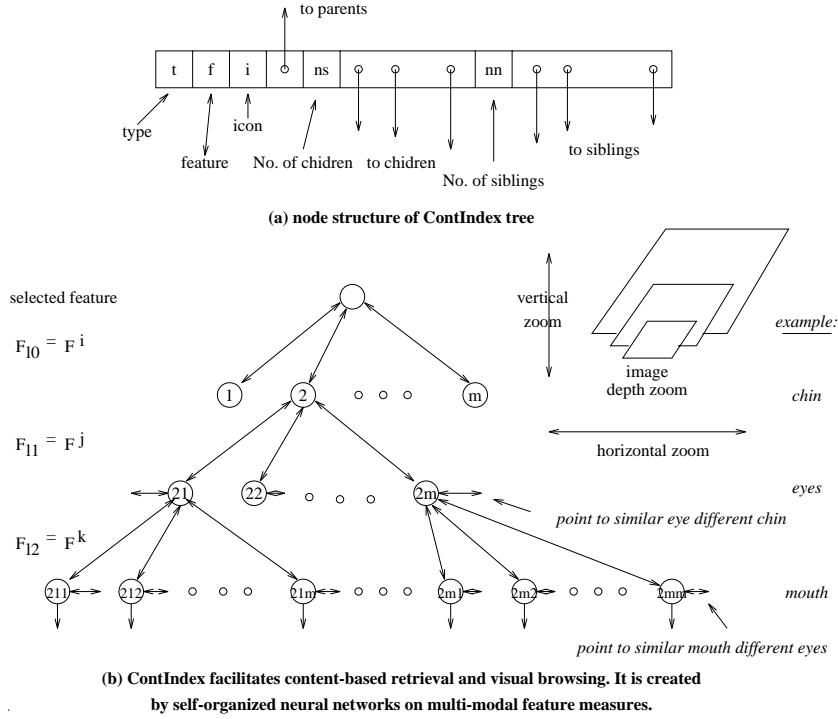 to parents
t f i ns nn
type
icon
feature
No. of chidren
to chidren
No. of siblings
to siblings
(a) node structure of ContIndex tree
selected feature
vertical
zoom
example:
F10 = F i
image
depth zoom
1 2 m
chin
F11 = F j
horizontal zoom
21 22 2m
eyes
point to similar eye different chin
F12 = F k
211 212 21m 2m1 2m2 2mm
mouth
point to similar mouth different eyes
(b) ContIndex facilitates content-based retrieval and visual browsing. It is created
by self-organized neural networks on multi-modal feature measures.